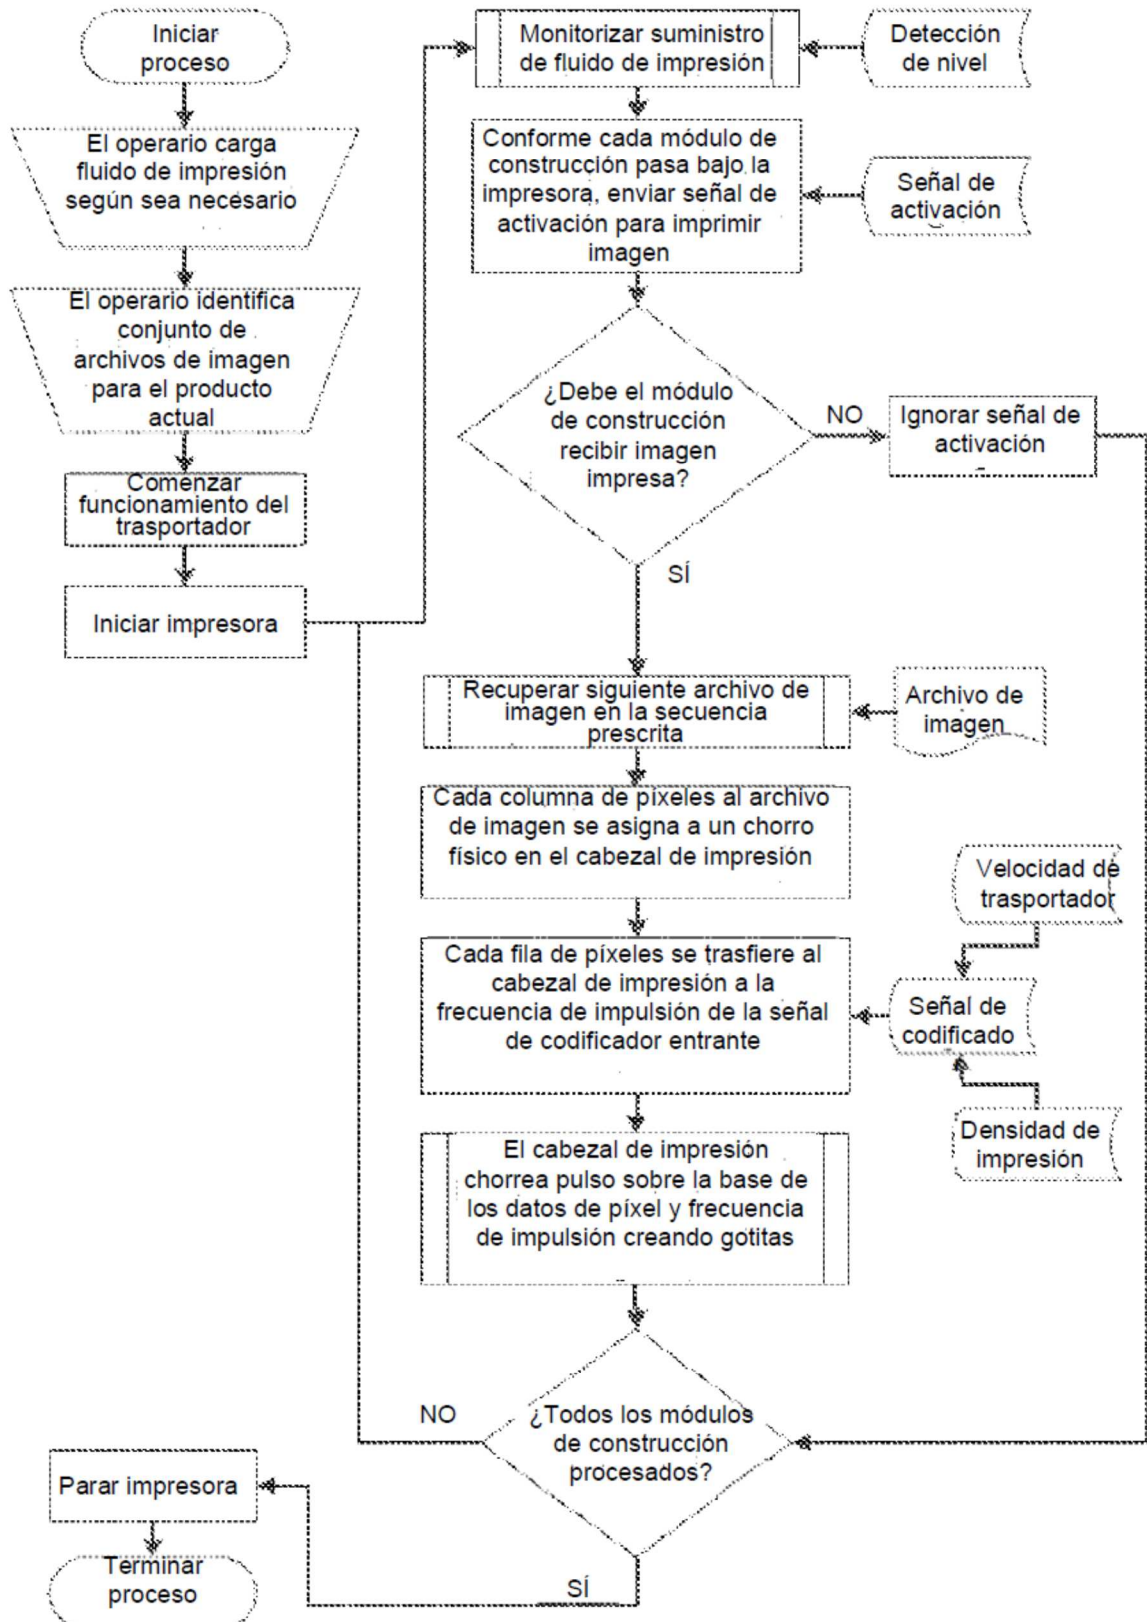 Iniciar
proceso
El operario carga
fluido de impresión
según sea necesario
El operario identifica
conjunto de
archivos de imagen
para el producto
actual
Comenzar
funcionamiento del
trasportador
Iniciar impresora
Monitorizar suministro
de fluido de impresión
Detección
de nivel
Conforme cada módulo de
construcción pasa bajo la
impresora, enviar señal de
activación para imprimir
imagen
Señal de
activación
¿Debe el módulo
de construcción
recibir imagen
impresa?
NO
Ignorar señal de
activación
SÍ
Recuperar siguiente archivo de
imagen en la secuencia
prescrita
Archivo de
imagen
Cada columna de píxeles al archivo
de imagen se asigna a un chorro
físico en el cabezal de impresión
Velocidad de
trasportador
Cada fila de píxeles se trasfiere al
cabezal de impresión a la
frecuencia de impulsión de la señal
de codificador entrante
Señal de
codificado
Densidad de
impresión
El cabezal de impresión
chorrea pulso sobre la base de
los datos de píxel y frecuencia
de impulsión creando gotitas
NO
¿Todos los módulos
de construcción
procesados?
SÍ
Parar impresora
Terminar
proceso